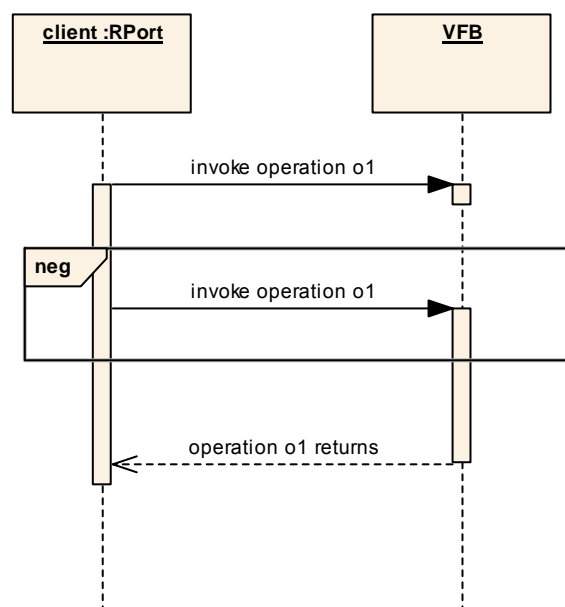 client :RPort
VFB
invoke operation o1
neg
invoke operation o1
operation o1 returns